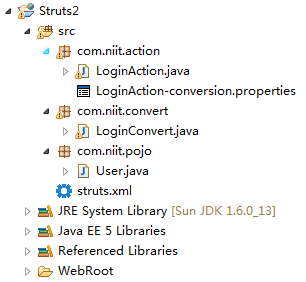 Struts2
src
com.niit.action
LoginAction.java
LoginAction-conversion.properties
com.niit.convert
LoginConvert.java
com.niit.pojo
User.java
struts.xml
JRE System Library [Sun JDK 1.6.0_13]
Java EE 5 Libraries
Referenced Libraries
WebRoot